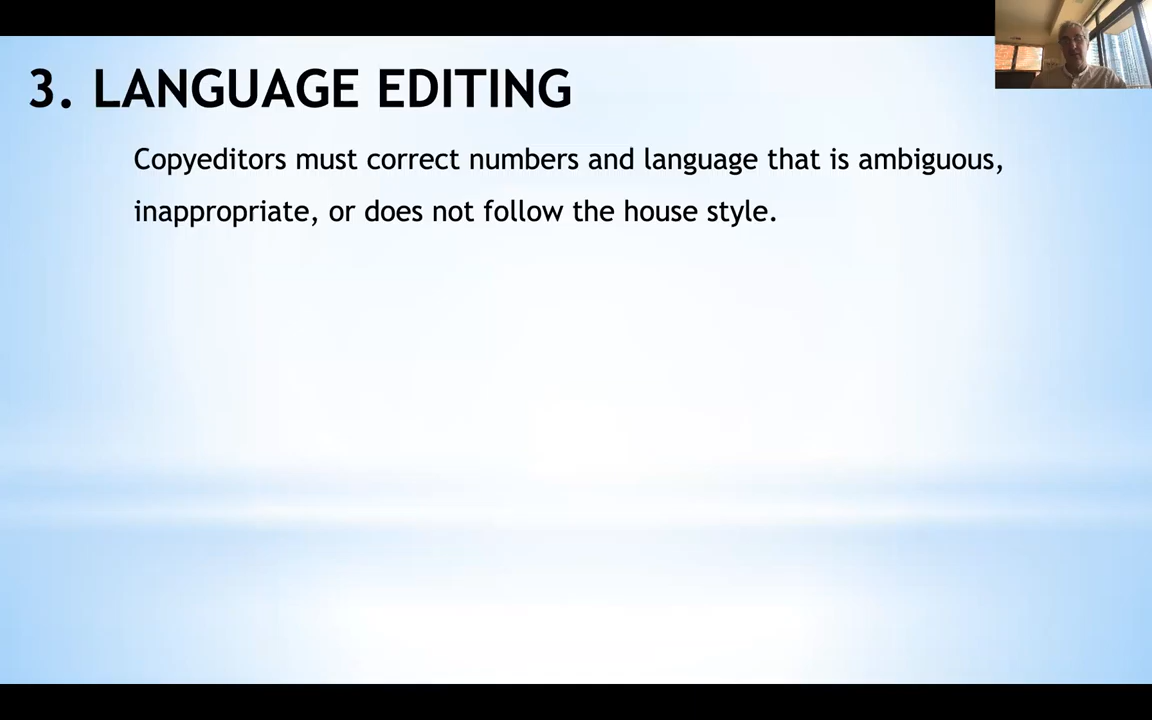 3. LANGUAGE EDITING
Copyeditors must correct numbers and language that is ambiguous,
inappropriate, or does not follow the house style.